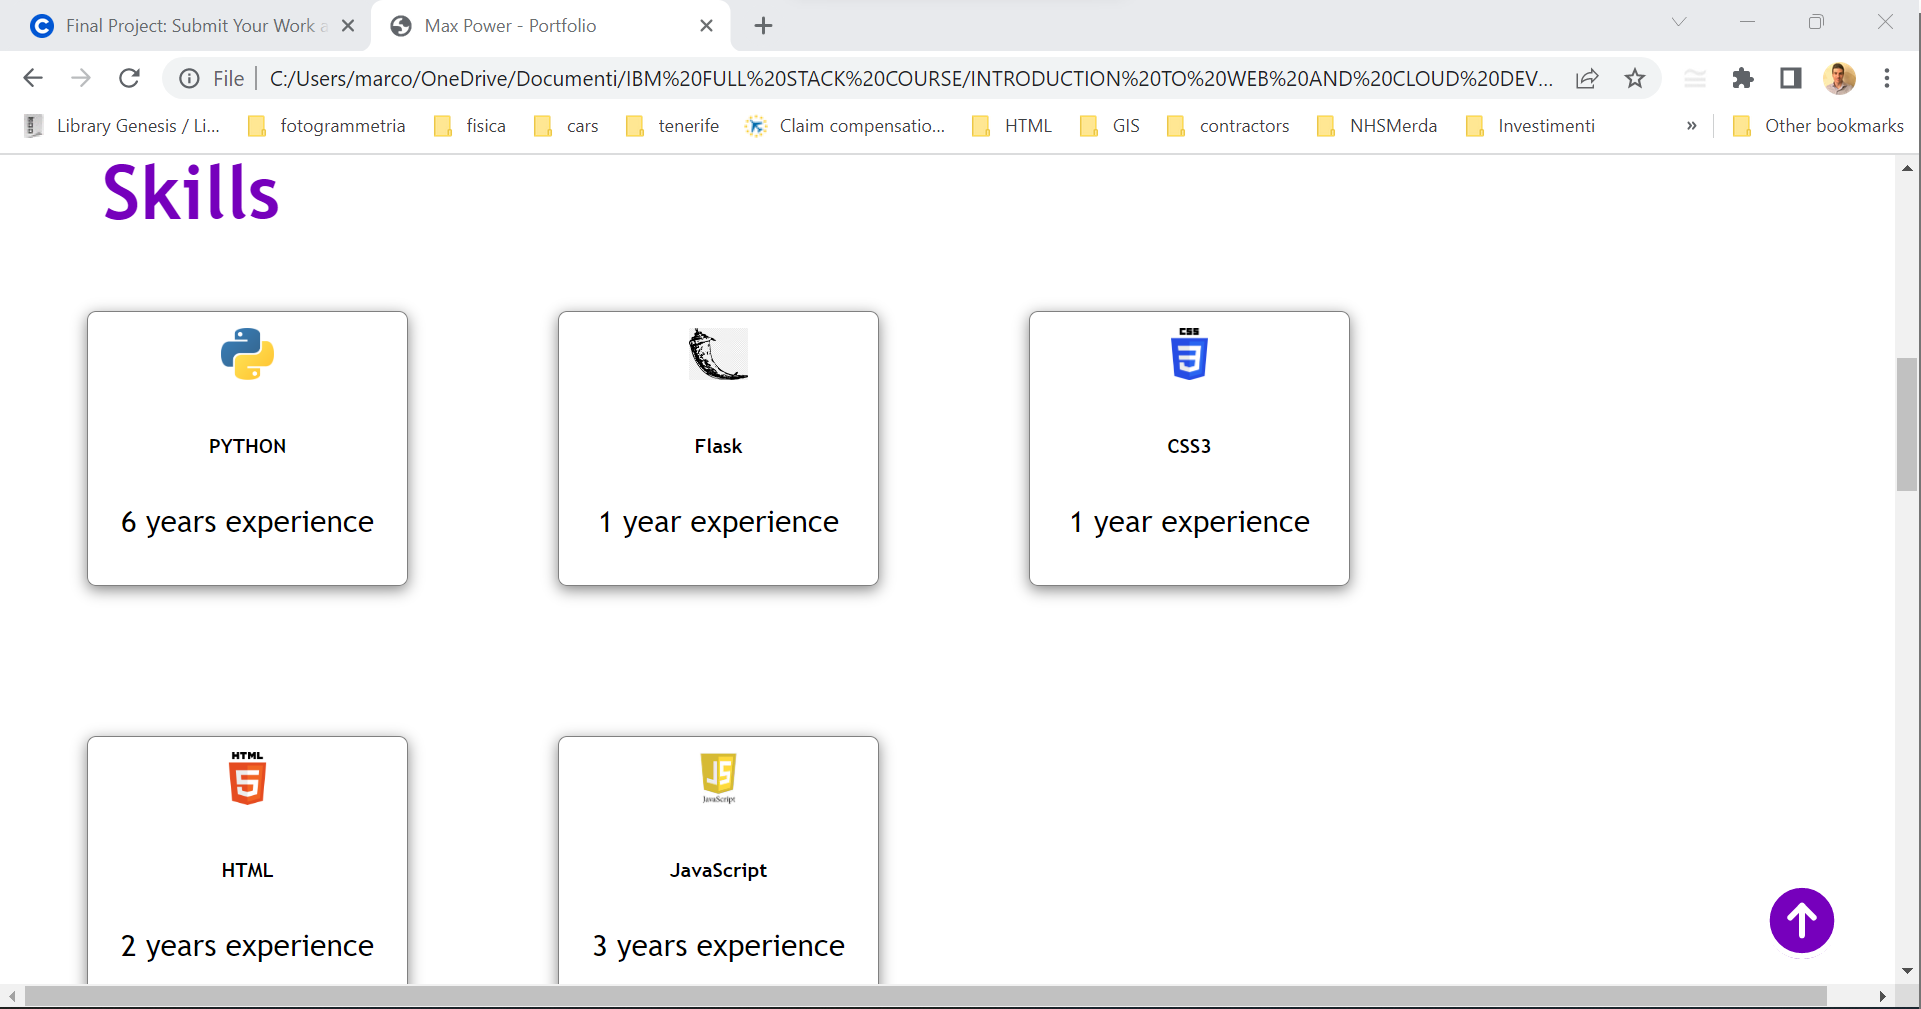 Final Project: Submit Your Work a
Max Power - Portfolio
File
C:/Users/marco/OneDrive/Documenti/IBM%20FULL%20STACK%20COURSE/INTRODUCTION%20TO%20WEB%20AND%20CLOUD%20DEV...
Library Genesis / Li...
fotogrammetria
fisica
cars
tenerife
Claim compensatio...
HTML
GIS
contractors
NHSMerda
Investimenti
»
Other bookmarks
Skills
PYTHON
6 years experience
Flask
1 year experience
CSS
3
CSS3
1 year experience
HTML
5
HTML
2 years experience
JS
JavaScript
JavaScript
3 years experience